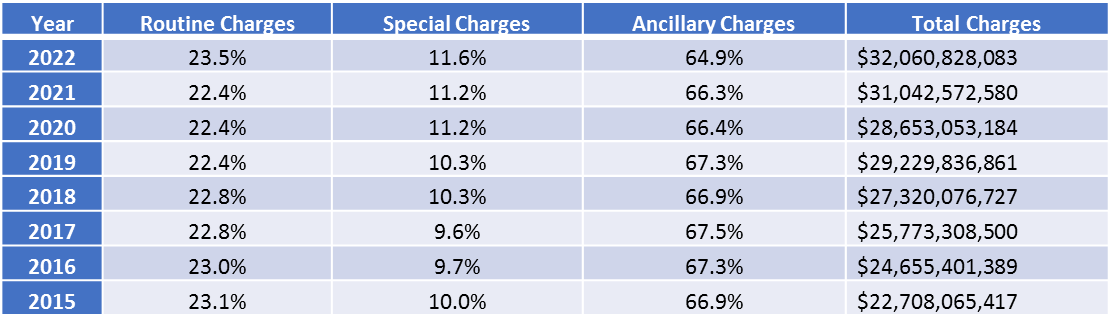 Year Routine Charges Special Charges Ancillary Charges Total Charges
2022 23.5% 11.6% 64.9% $32,060,828,083
2021 22.4% 11.2% 66.3% $31,042,572,580
2020 22.4% 11.2% 66.4% $28,653,053,184
2019 22.4% 10.3% 67.3% $29,229,836,861
2018 22.8% 10.3% 66.9% $27,320,076,727
2017 22.8% 9.6% 67.5% $25,773,308,500
2016 23.0% 9.7% 67.3% $24,655,401,389
2015 23.1% 10.0% 66.9% $22,708,065,417